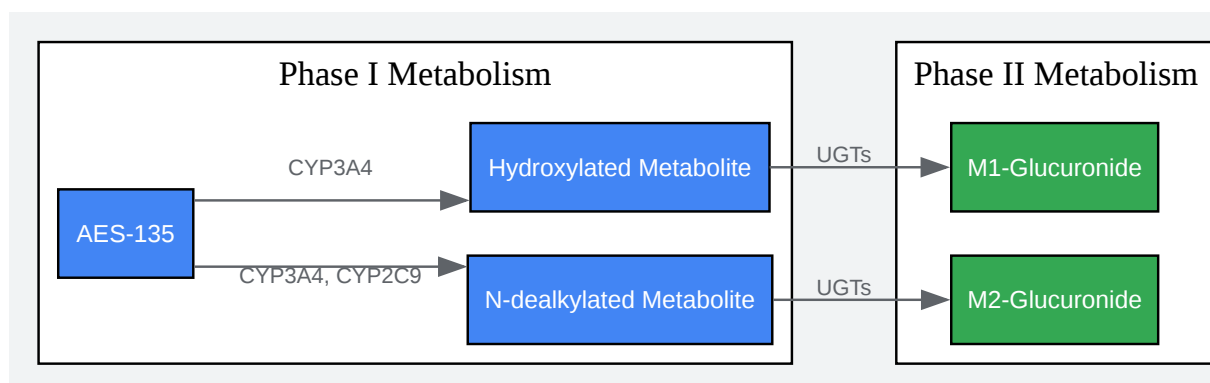 Phase I Metabolism
Phase II Metabolism
CYP3A4
Hydroxylated Metabolite
UGTs
M1-Glucuronide
AES-135
CYP3A4, CYP2C9
N-dealkylated Metabolite
UGTs
M2-Glucuronide